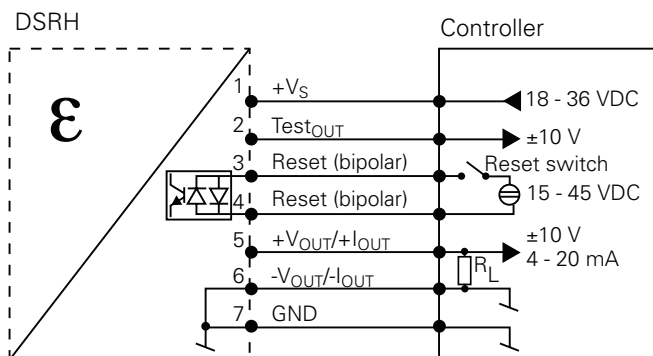 DSRH
Controller
ε
1 +VS 18 - 36 VDC
2 TestOUT ±10 V
3 Reset (bipolar) Reset switch
4 Reset (bipolar) 15 - 45 VDC
5 +VOUT/+IOUT ±10 V
4 - 20 mA
RL
6 -VOUT/-IOUT
7 GND